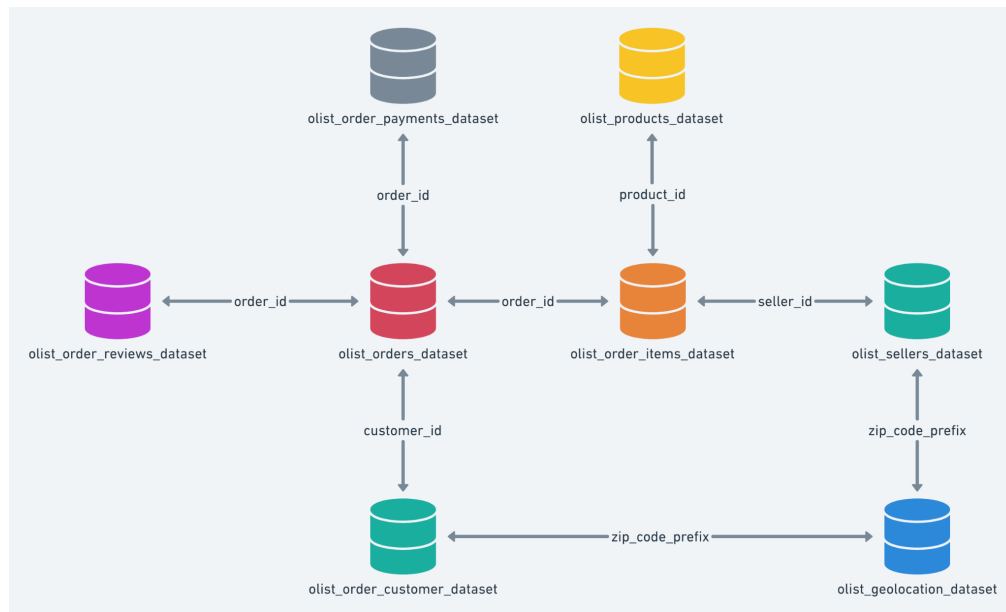 olist_order_payments_dataset
olist_products_dataset
order_id
product_id
order_id
order_id
seller_id
olist_order_reviews_dataset
olist_orders_dataset
olist_order_items_dataset
olist_sellers_dataset
customer_id
zip_code_prefix
zip_code_prefix
olist_order_customer_dataset
olist_geolocation_dataset